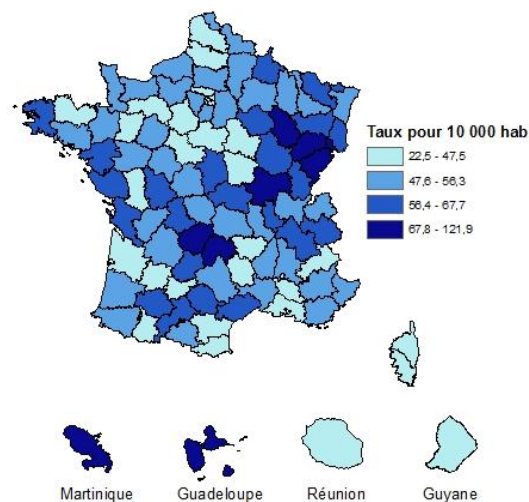 Taux pour 10 000 hab
22,5 - 47,5
47,6 - 56,3
56,4 - 67,7
67,8 - 121,9
Martinique Guadeloupe Réunion Guyane